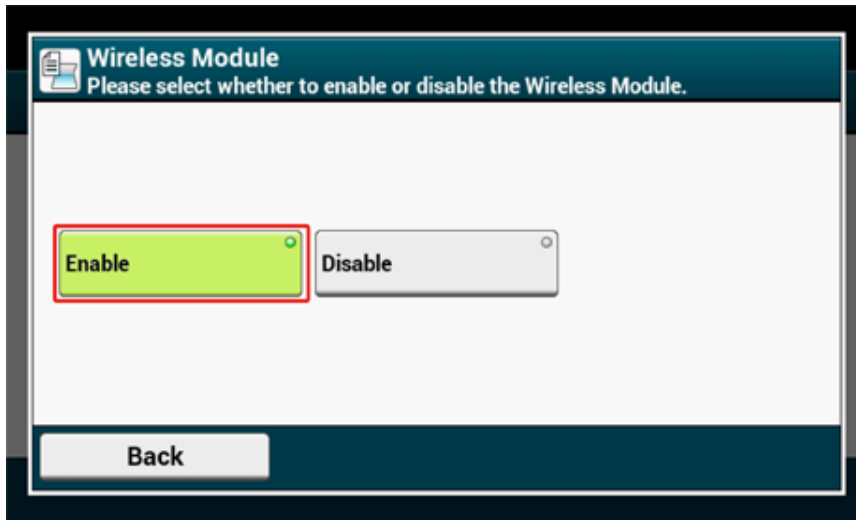 Wireless Module
Please select whether to enable or disable the Wireless Module.
Enable
Disable
Back